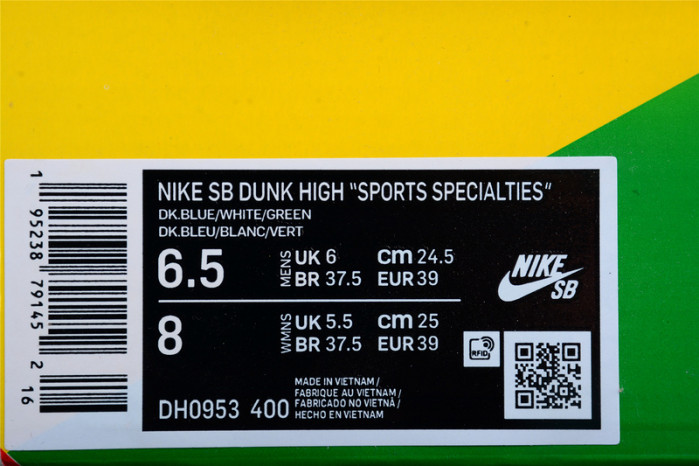 NIKE SB DUNK HIGH “SPORTS SPECIALTIES“
DK.BLUE/WHITE/GREEN
DK.BLEU/BLANC/VERT
6.5 MENS UK 6 cm 24.5
BR 37.5 EUR 39
8 WMNS UK 5.5 cm 25
BR 37.5 EUR 39
NIKE
SB
RFID
DH0953 400
MADE IN VIETNAM /
FABRIQUE AU VIETNAM /
FABRICADO NO VIETNÃ /
HECHO EN VIETNAM
1 95238 79145 2 16